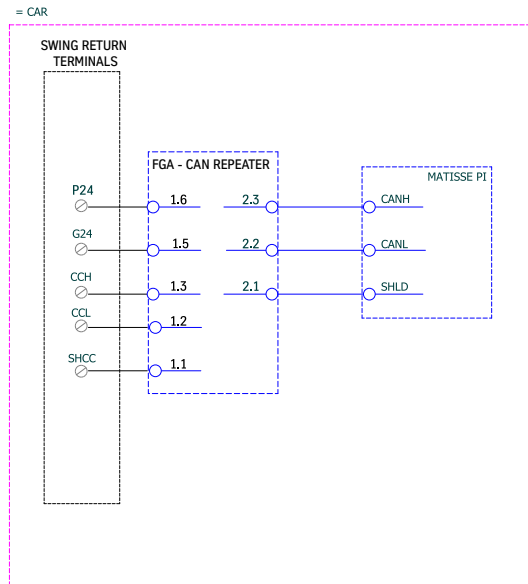 = CAR
SWING RETURN
TERMINALS
FGA - CAN REPEATER
MATISSE PI
P24
1.6
2.3
CANH
G24
1.5
2.2
CANL
CCH
1.3
2.1
SHLD
CCL
1.2
SHCC
1.1